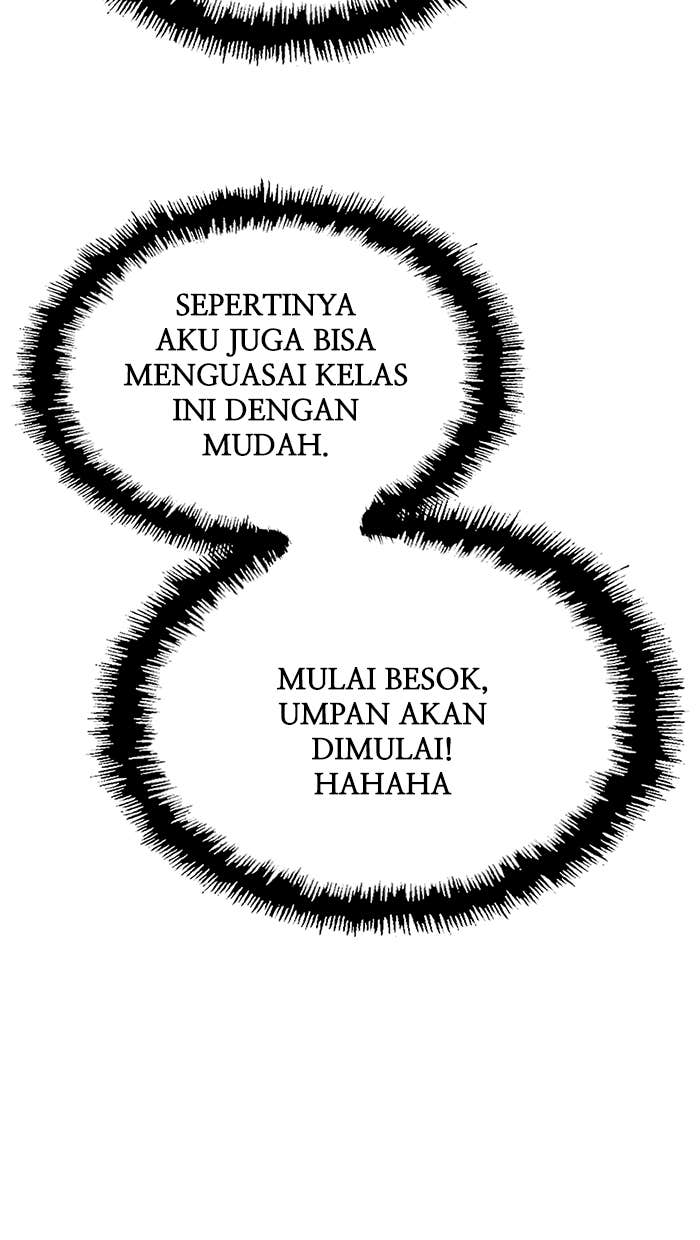 SEPERTINYA
AKU JUGA BISA
MENGUASAI KELAS
INI DENGAN
MUDAH.
MULAI BESOK,
UMPAN AKAN
DIMULAI!
HAHAHA